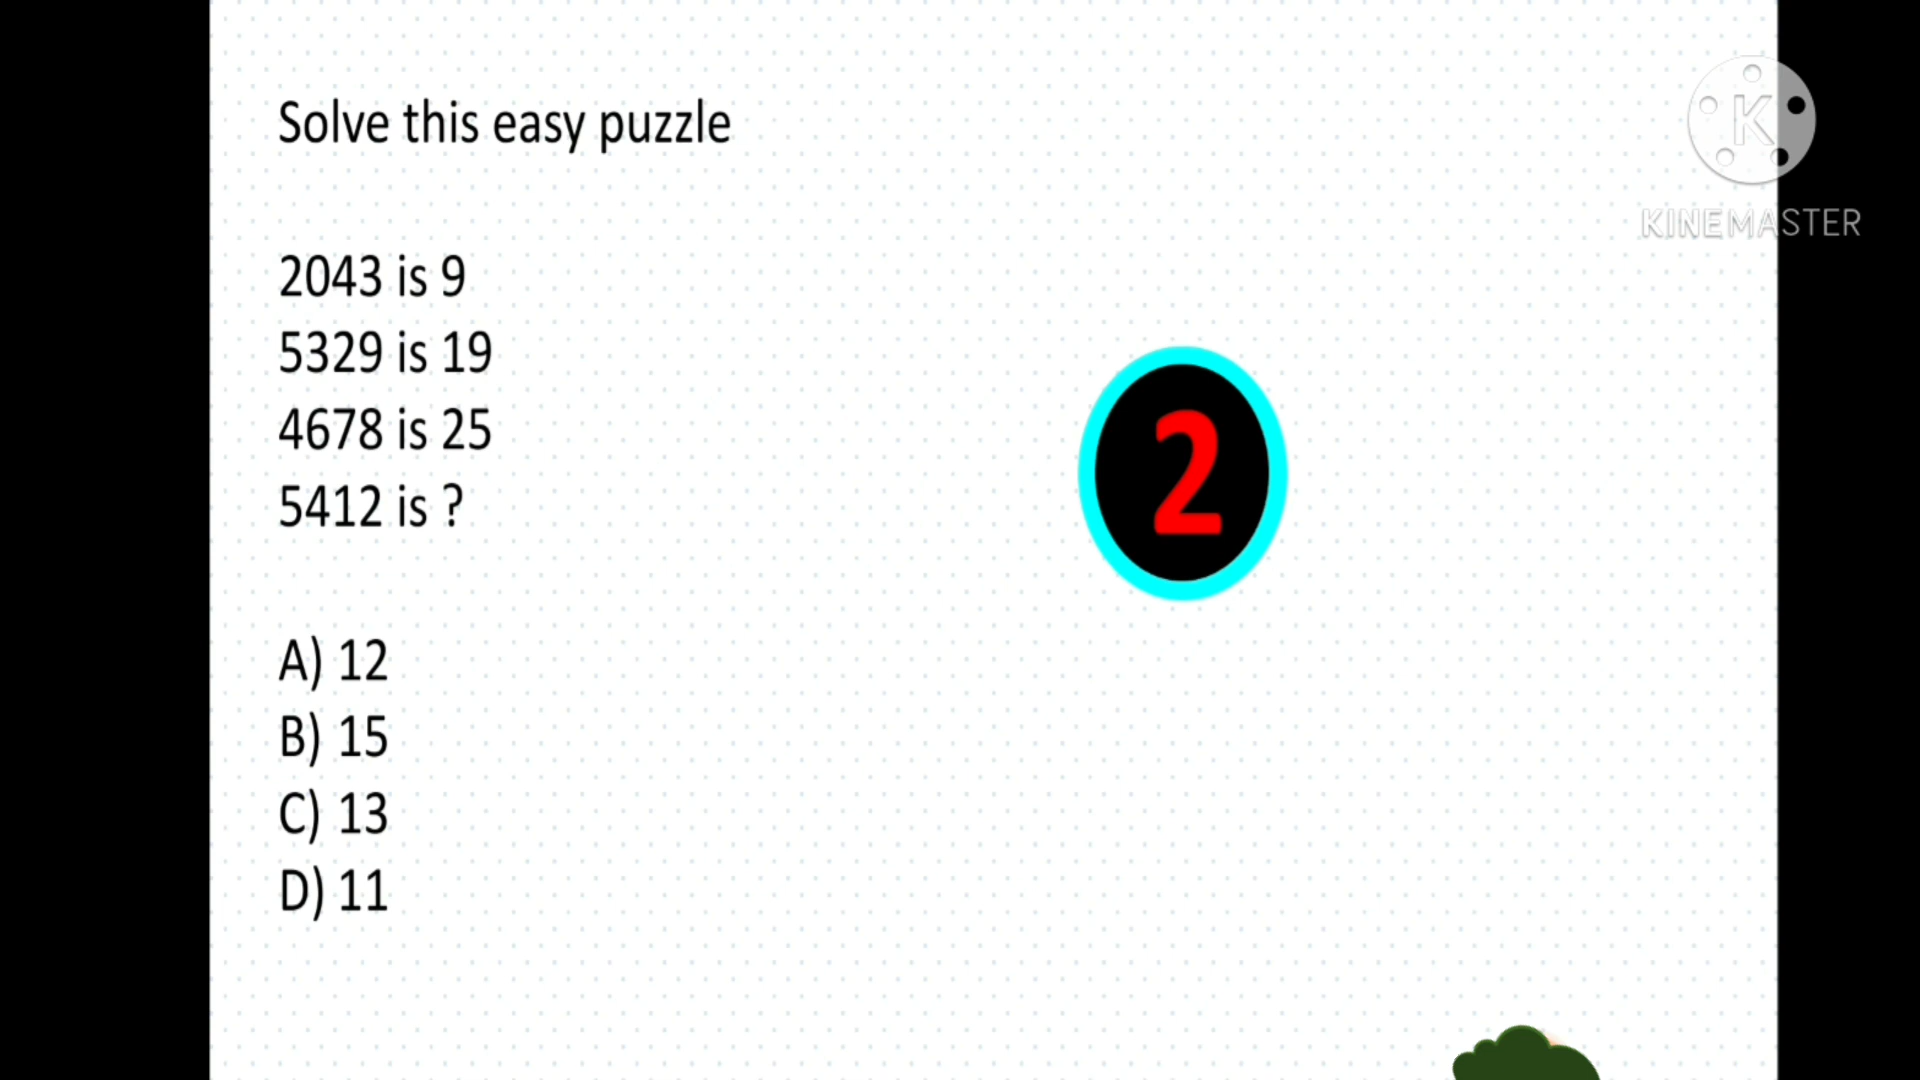 Solve this easy puzzle
2043 is 9
5329 is 19
4678 is 25
5412 is ?
A) 12
B) 15
C) 13
D) 11
2
K
KINEMASTER